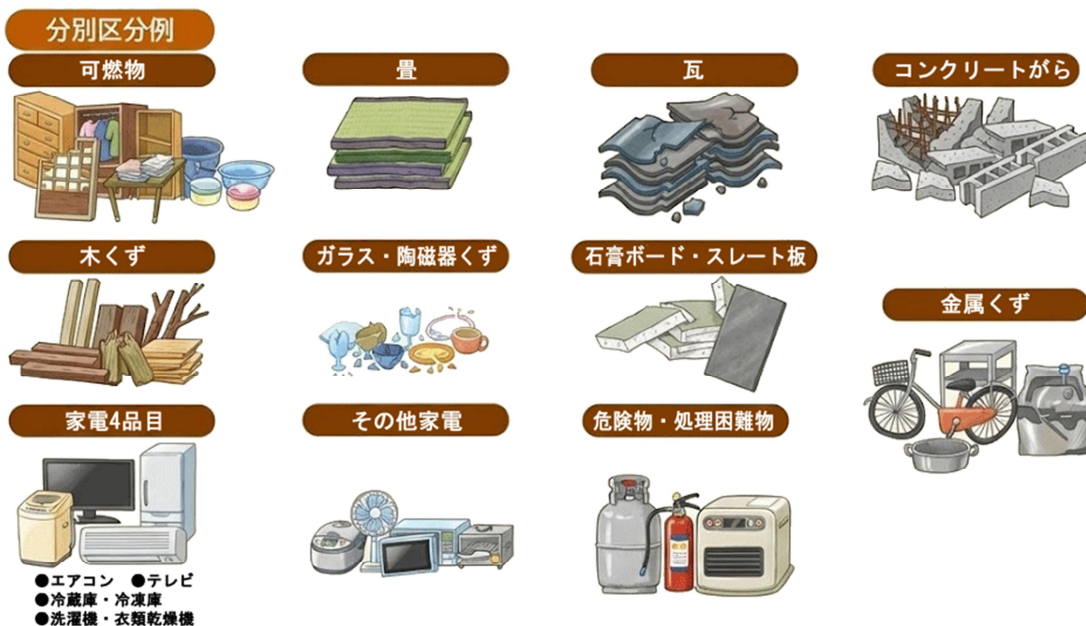 分別区分例
可燃物
畳
瓦
コンクリートがら
木くず
ガラス・陶磁器くず
石膏ボード・スレート板
金属くず
家電4品目
その他家電
危険物・処理困難物
●エアコン ●テレビ
●冷蔵庫・冷凍庫
●洗濯機・衣類乾燥機